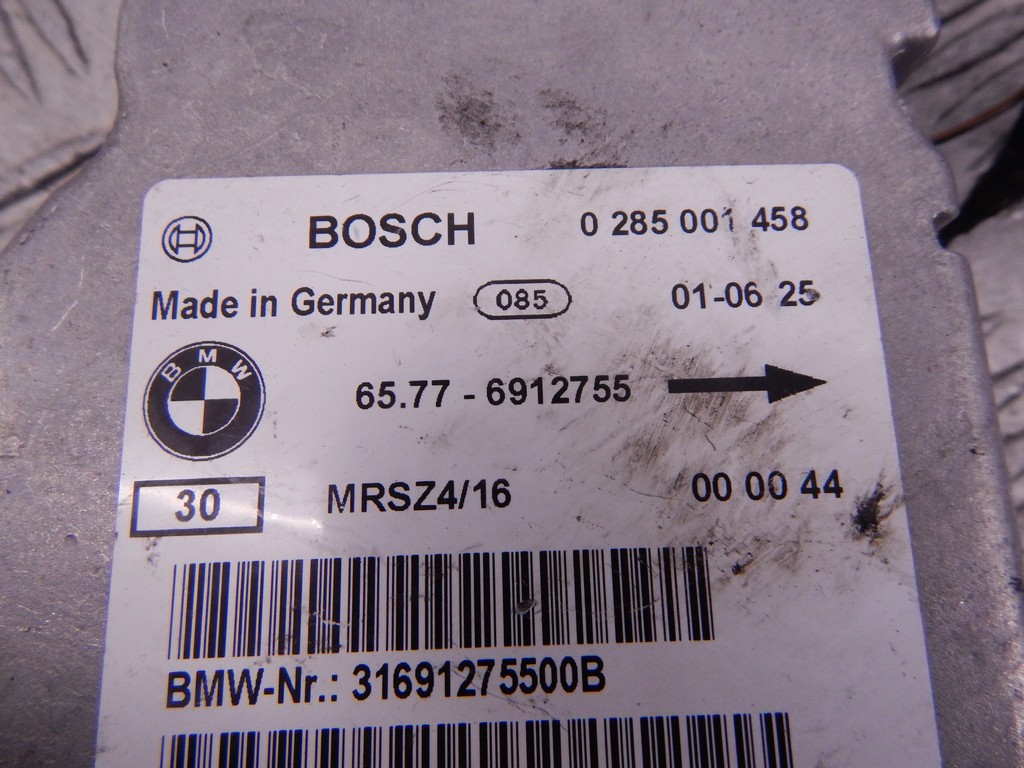 BOSCH 0 285 001 458
Made in Germany 085 01-06 25
BMW
65.77 - 6912755
30 MRSZ4/16 00 00 44
BMW-Nr.: 31691275500B